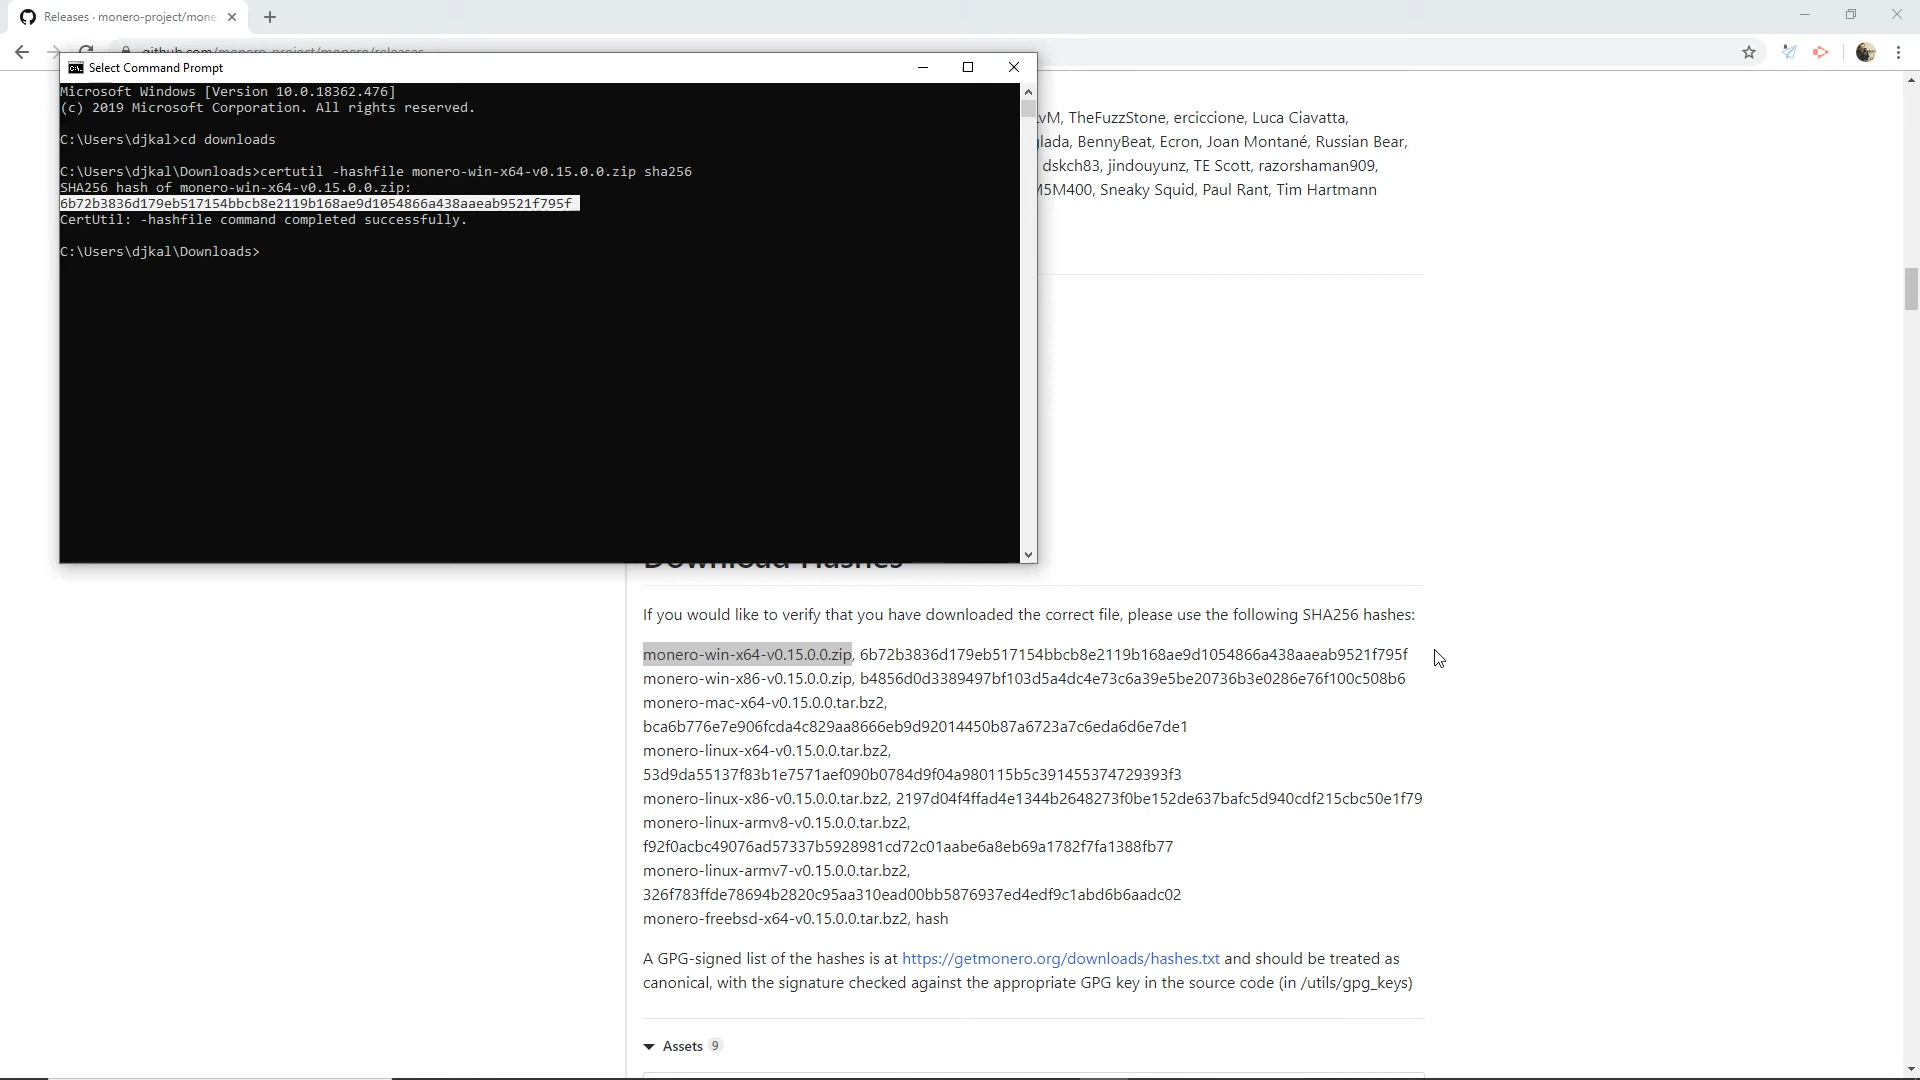 Releases · monero-project/mone
github.com/monero-project/monero/releases
Select Command Prompt
Microsoft Windows [Version 10.0.18362.476]
(c) 2019 Microsoft Corporation. All rights reserved.
C:\Users\djkal>cd downloads
C:\Users\djkal\Downloads>certutil -hashfile monero-win-x64-v0.15.0.0.zip sha256
SHA256 hash of monero-win-x64-v0.15.0.0.zip:
6b72b3836d179eb517154bbcb8e2119b168ae9d1054866a438aaeab9521f795f
CertUtil: -hashfile command completed successfully.
C:\Users\djkal\Downloads>
vM, TheFuzzStone, erciccione, Luca Ciavatta,
lada, BennyBeat, Ecron, Joan Montané, Russian Bear,
dskch83, jindouyunz, TE Scott, razorshaman909,
M5M400, Sneaky Squid, Paul Rant, Tim Hartmann
Download Hashes
If you would like to verify that you have downloaded the correct file, please use the following SHA256 hashes:
monero-win-x64-v0.15.0.0.zip, 6b72b3836d179eb517154bbcb8e2119b168ae9d1054866a438aaeab9521f795f
monero-win-x86-v0.15.0.0.zip, b4856d0d3389497bf103d5a4dc4e73c6a39e5be20736b3e0286e76f100c508b6
monero-mac-x64-v0.15.0.0.tar.bz2,
bca6b776e7e906fcda4c829aa8666eb9d92014450b87a6723a7c6eda6d6e7de1
monero-linux-x64-v0.15.0.0.tar.bz2,
53d9da55137f83b1e7571aef090b0784d9f04a980115b5c391455374729393f3
monero-linux-x86-v0.15.0.0.tar.bz2, 2197d04f4ffad4e1344b2648273f0be152de637bafc5d940cdf215cbc50e1f79
monero-linux-armv8-v0.15.0.0.tar.bz2,
f92f0acbc49076ad57337b5928981cd72c01aabe6a8eb69a1782f7fa1388fb77
monero-linux-armv7-v0.15.0.0.tar.bz2,
326f783ffde78694b2820c95aa310ead00bb5876937ed4edf9c1abd6b6aadc02
monero-freebsd-x64-v0.15.0.0.tar.bz2, hash
A GPG-signed list of the hashes is at https://getmonero.org/downloads/hashes.txt and should be treated as
canonical, with the signature checked against the appropriate GPG key in the source code (in /utils/gpg_keys)
Assets 9